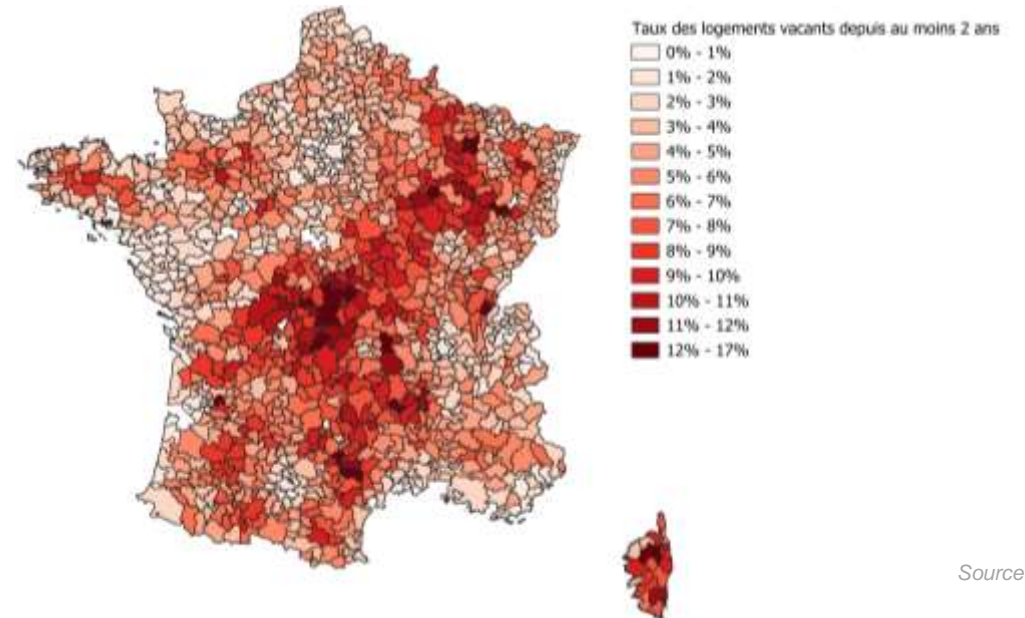 Taux des logements vacants depuis au moins 2 ans
0% - 1%
1% - 2%
2% - 3%
3% - 4%
4% - 5%
5% - 6%
6% - 7%
7% - 8%
8% - 9%
9% - 10%
10% - 11%
11% - 12%
12% - 17%
Source